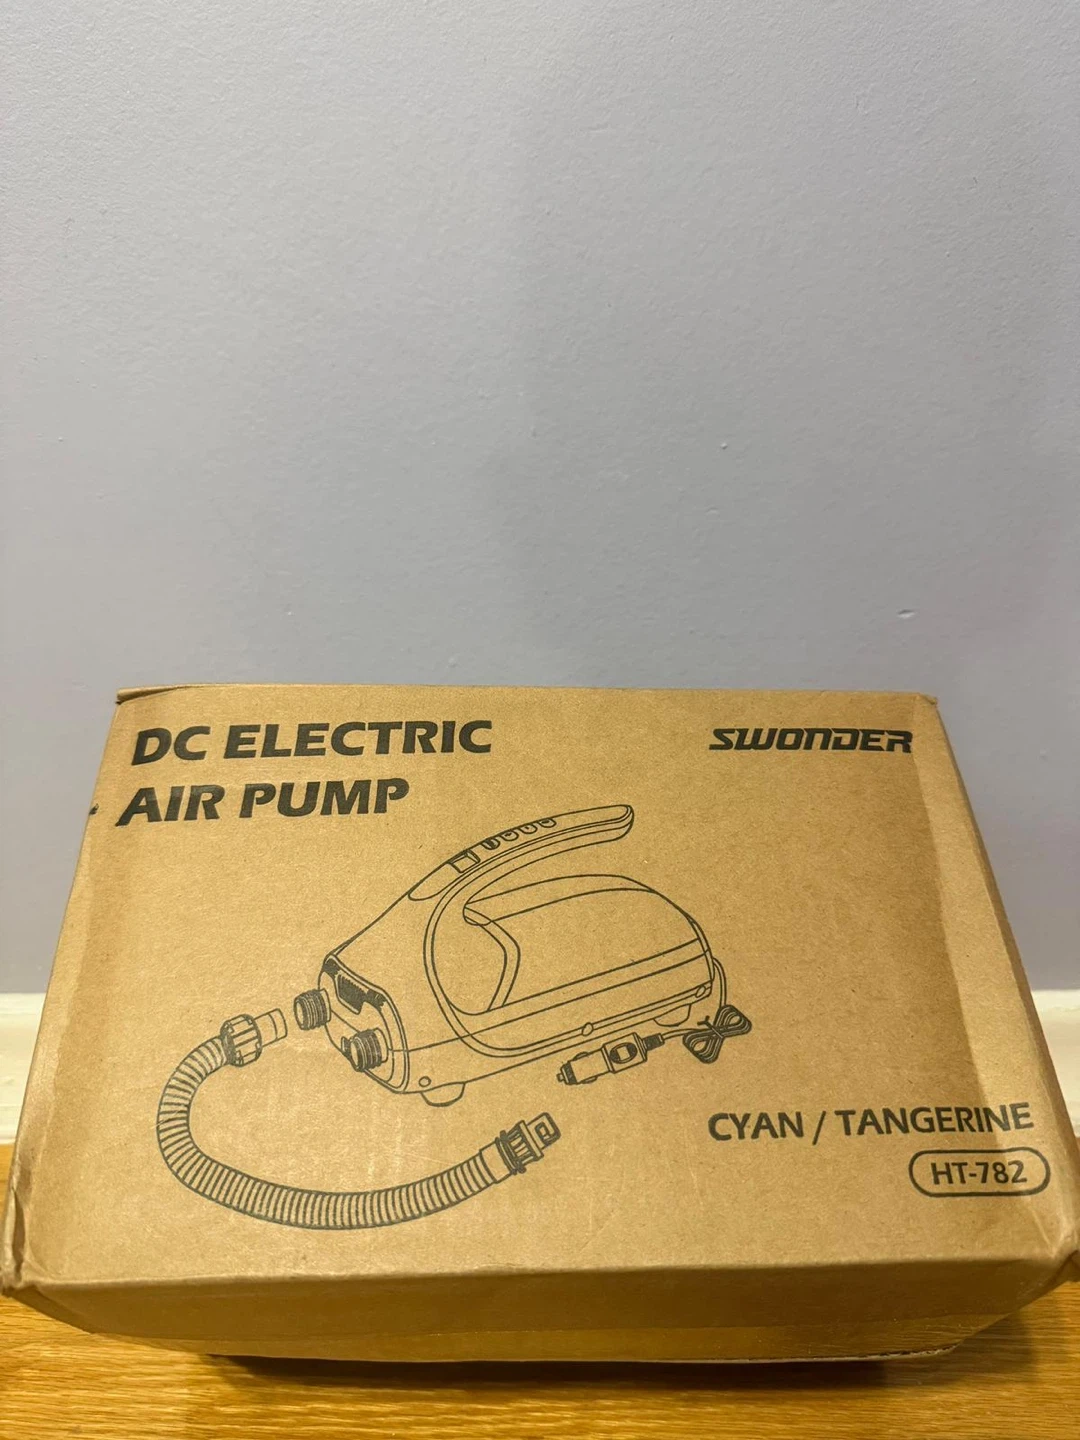 DC ELECTRIC
AIR PUMP
SWONDER
CYAN / TANGERINE
HT-782